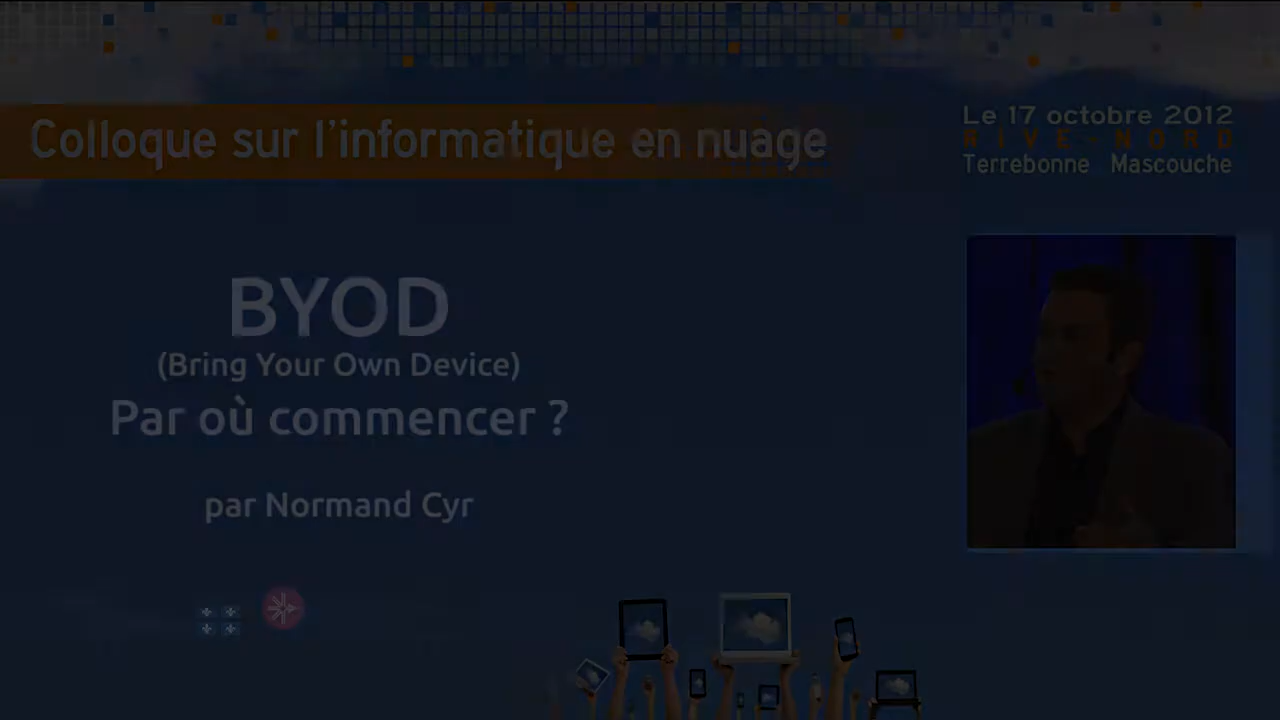 Colloque sur l'informatique en nuage
Le 17 octobre 2012
RIVE-NORD
Terrebonne Mascouche
BYOD
(Bring Your Own Device)
Par où commencer ?
par Normand Cyr